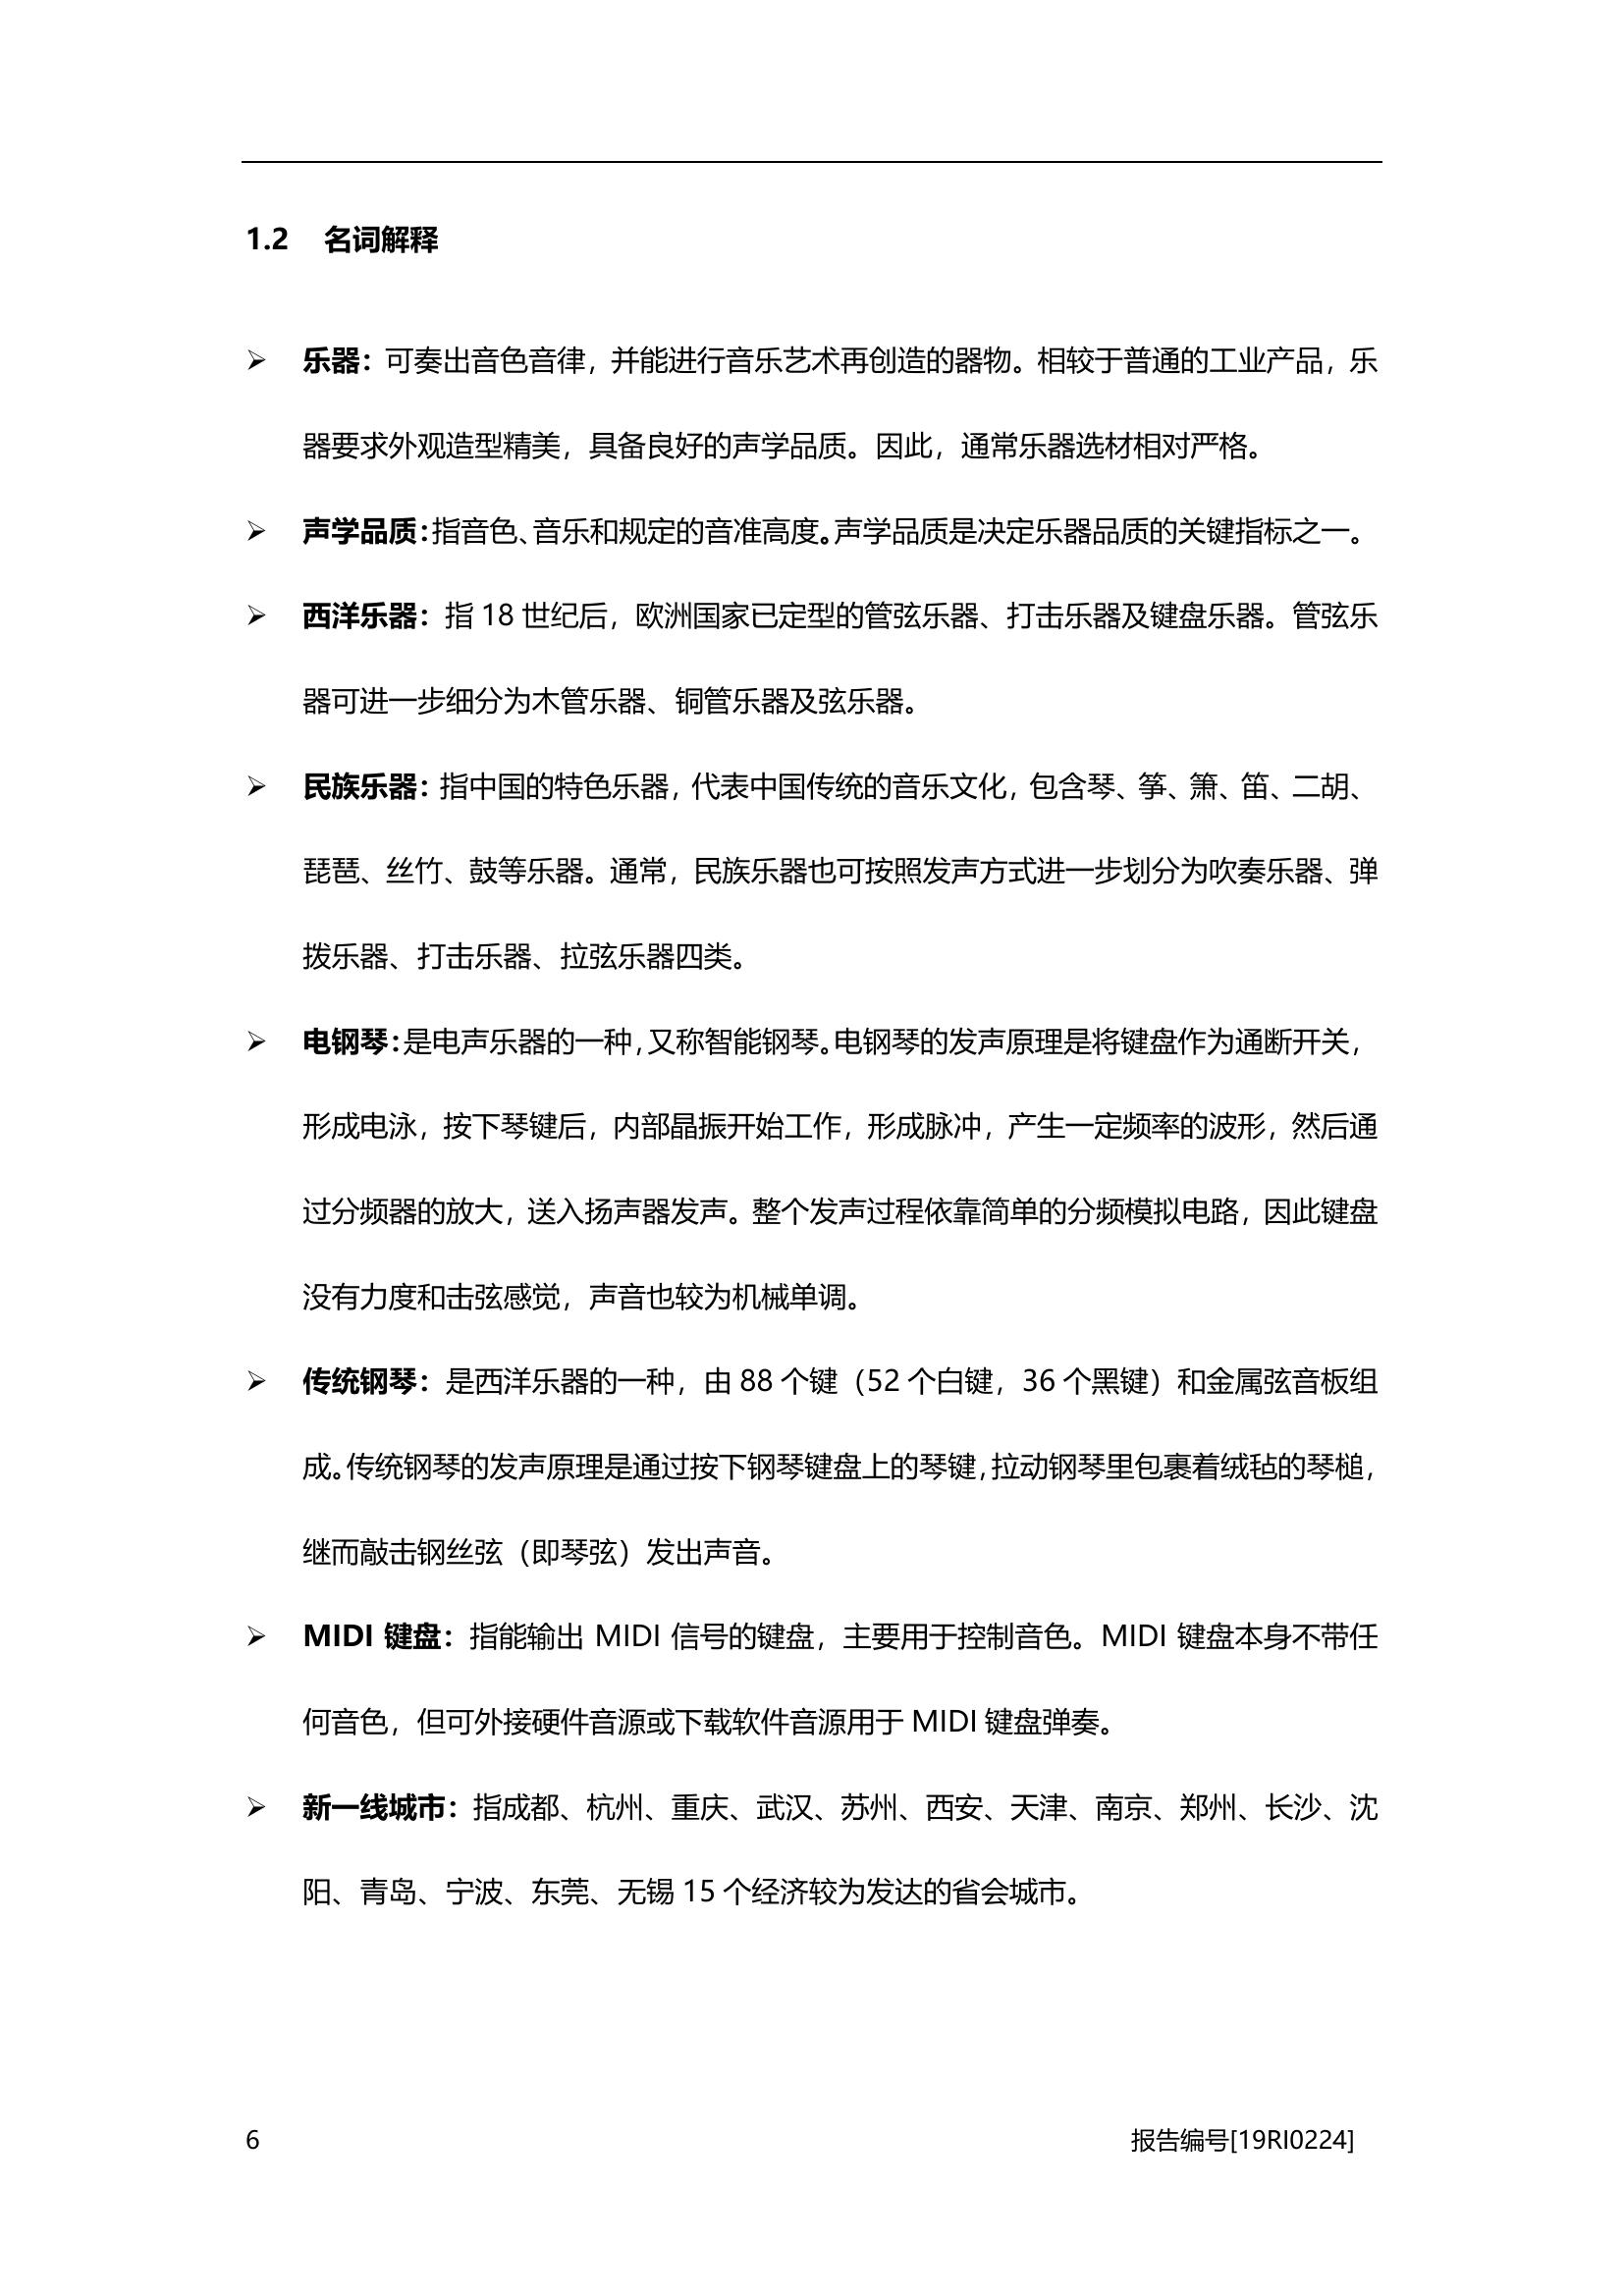 1.2 名词解释
➢ 乐器：可奏出音色音律，并能进行音乐艺术再创造的器物。相较于普通的工业产品，乐
器要求外观造型精美，具备良好的声学品质。因此，通常乐器选材相对严格。
➢ 声学品质：指音色、音乐和规定的音准高度。声学品质是决定乐器品质的关键指标之一。
➢ 西洋乐器：指 18 世纪后，欧洲国家已定型的管弦乐器、打击乐器及键盘乐器。管弦乐
器可进一步细分为木管乐器、铜管乐器及弦乐器。
➢ 民族乐器：指中国的特色乐器，代表中国传统的音乐文化，包含琴、筝、箫、笛、二胡、
琵琶、丝竹、鼓等乐器。通常，民族乐器也可按照发声方式进一步划分为吹奏乐器、弹
拨乐器、打击乐器、拉弦乐器四类。
➢ 电钢琴：是电声乐器的一种，又称智能钢琴。电钢琴的发声原理是将键盘作为通断开关，
形成电泳，按下琴键后，内部晶振开始工作，形成脉冲，产生一定频率的波形，然后通
过分频器的放大，送入扬声器发声。整个发声过程依靠简单的分频模拟电路，因此键盘
没有力度和击弦感觉，声音也较为机械单调。
➢ 传统钢琴：是西洋乐器的一种，由 88 个键（52 个白键，36 个黑键）和金属弦音板组
成。传统钢琴的发声原理是通过按下钢琴键盘上的琴键，拉动钢琴里包裹着绒毡的琴槌，
继而敲击钢丝弦（即琴弦）发出声音。
➢ MIDI 键盘：指能输出 MIDI 信号的键盘，主要用于控制音色。MIDI 键盘本身不带任
何音色，但可外接硬件音源或下载软件音源用于 MIDI 键盘弹奏。
➢ 新一线城市：指成都、杭州、重庆、武汉、苏州、西安、天津、南京、郑州、长沙、沈
阳、青岛、宁波、东莞、无锡 15 个经济较为发达的省会城市。
6 报告编号[19RI0224]